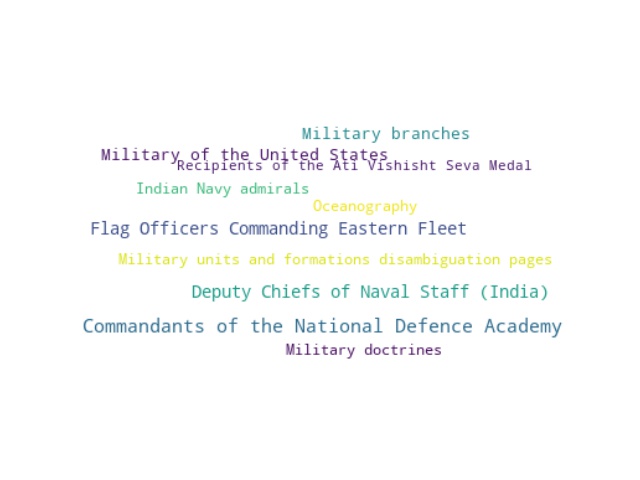 Military branches
Military of the United States
Recipients of the Ati Vishisht Seva Medal
Indian Navy admirals
Oceanography
Flag Officers Commanding Eastern Fleet
Military units and formations disambiguation pages
Deputy Chiefs of Naval Staff (India)
Commandants of the National Defence Academy
Military doctrines